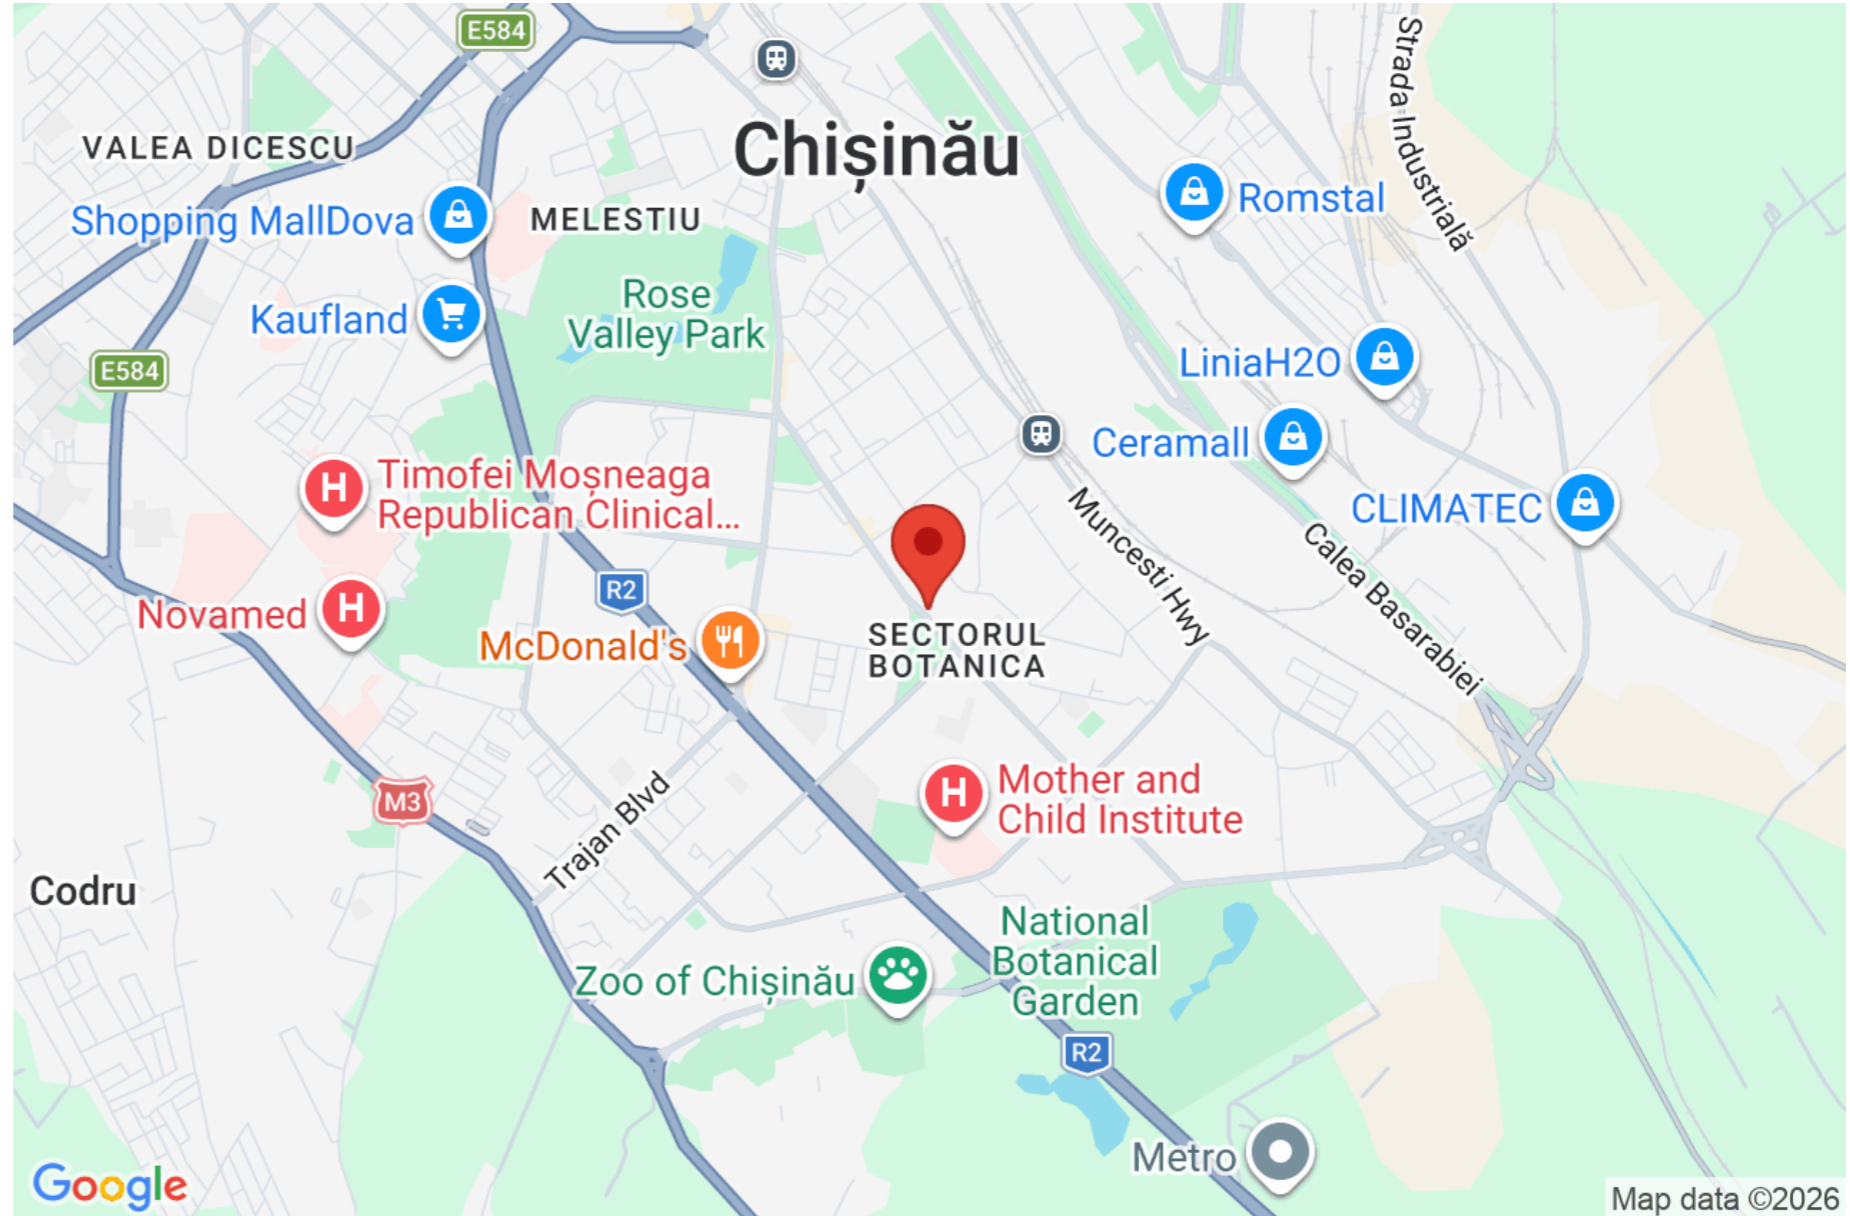 E584
Strada Industrială
Chișinău
VALEA DICESCU
Romstal
Shopping MallDova
MELESTIU
Rose
Valley Park
Kaufland
E584
LiniaH2O
Ceramall
Timofei Moșneaga
Republican Clinical...
H
CLIMATEC
Muncesti Hwy
Calea Basarabiei
R2
Novamed
H
McDonald's
SECTORUL
BOTANICA
M3
Trajan Blvd
H
Mother and
Child Institute
Codru
National
Botanical
Garden
Zoo of Chișinău
R2
Metro
Google
Map data ©2026